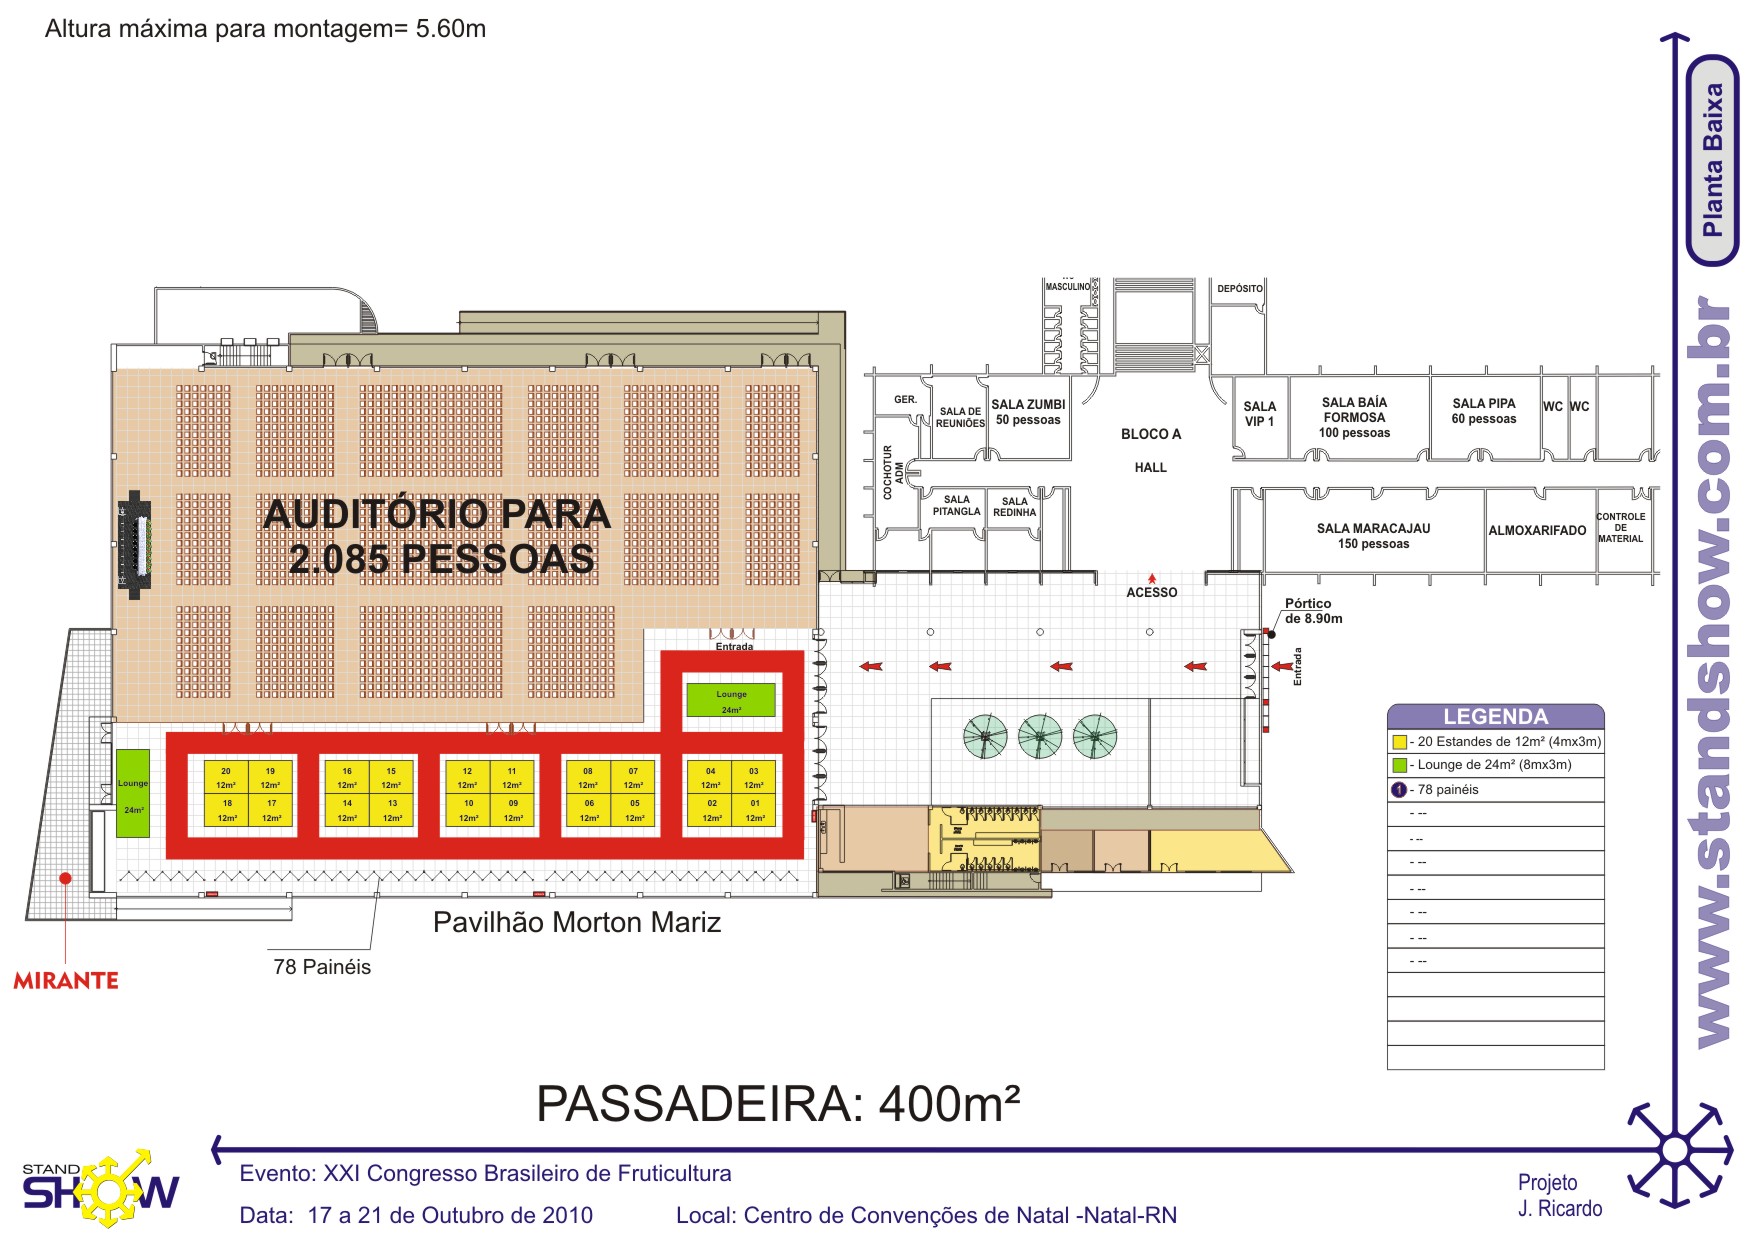 Altura máxima para montagem= 5.60m
Planta Baixa
www.standshow.com.br
MASCULINO
DEPÓSITO
GER.
SALA DE
REUNIÕES
SALA ZUMBI
50 pessoas
BLOCO A
HALL
SALA
VIP 1
SALA BAÍA
FORMOSA
100 pessoas
SALA PIPA
60 pessoas
WC
WC
COCHOTUR
ADM
SALA
PITANGLA
SALA
REDINHA
SALA MARACAJAU
150 pessoas
ALMOXARIFADO
CONTROLE
DE
MATERIAL
AUDITÓRIO PARA
2.085 PESSOAS
ACESSO
Pórtico
de 8.90m
Entrada
Entrada
Lounge
24m²
Lounge
24m²
20
19
12m²
12m²
18
17
12m²
12m²
16
15
12m²
12m²
14
13
12m²
12m²
12
11
12m²
12m²
10
09
12m²
12m²
08
07
12m²
12m²
06
05
12m²
12m²
04
03
12m²
12m²
02
01
12m²
12m²
LEGENDA
- 20 Estandes de 12m² (4mx3m)
- Lounge de 24m² (8mx3m)
1 - 78 painéis
- --
- --
- --
- --
- --
- --
- --
Pavilhão Morton Mariz
78 Painéis
MIRANTE
PASSADEIRA: 400m²
STAND
SHOW
Evento: XXI Congresso Brasileiro de Fruticultura
Data: 17 a 21 de Outubro de 2010
Local: Centro de Convenções de Natal -Natal-RN
Projeto
J. Ricardo